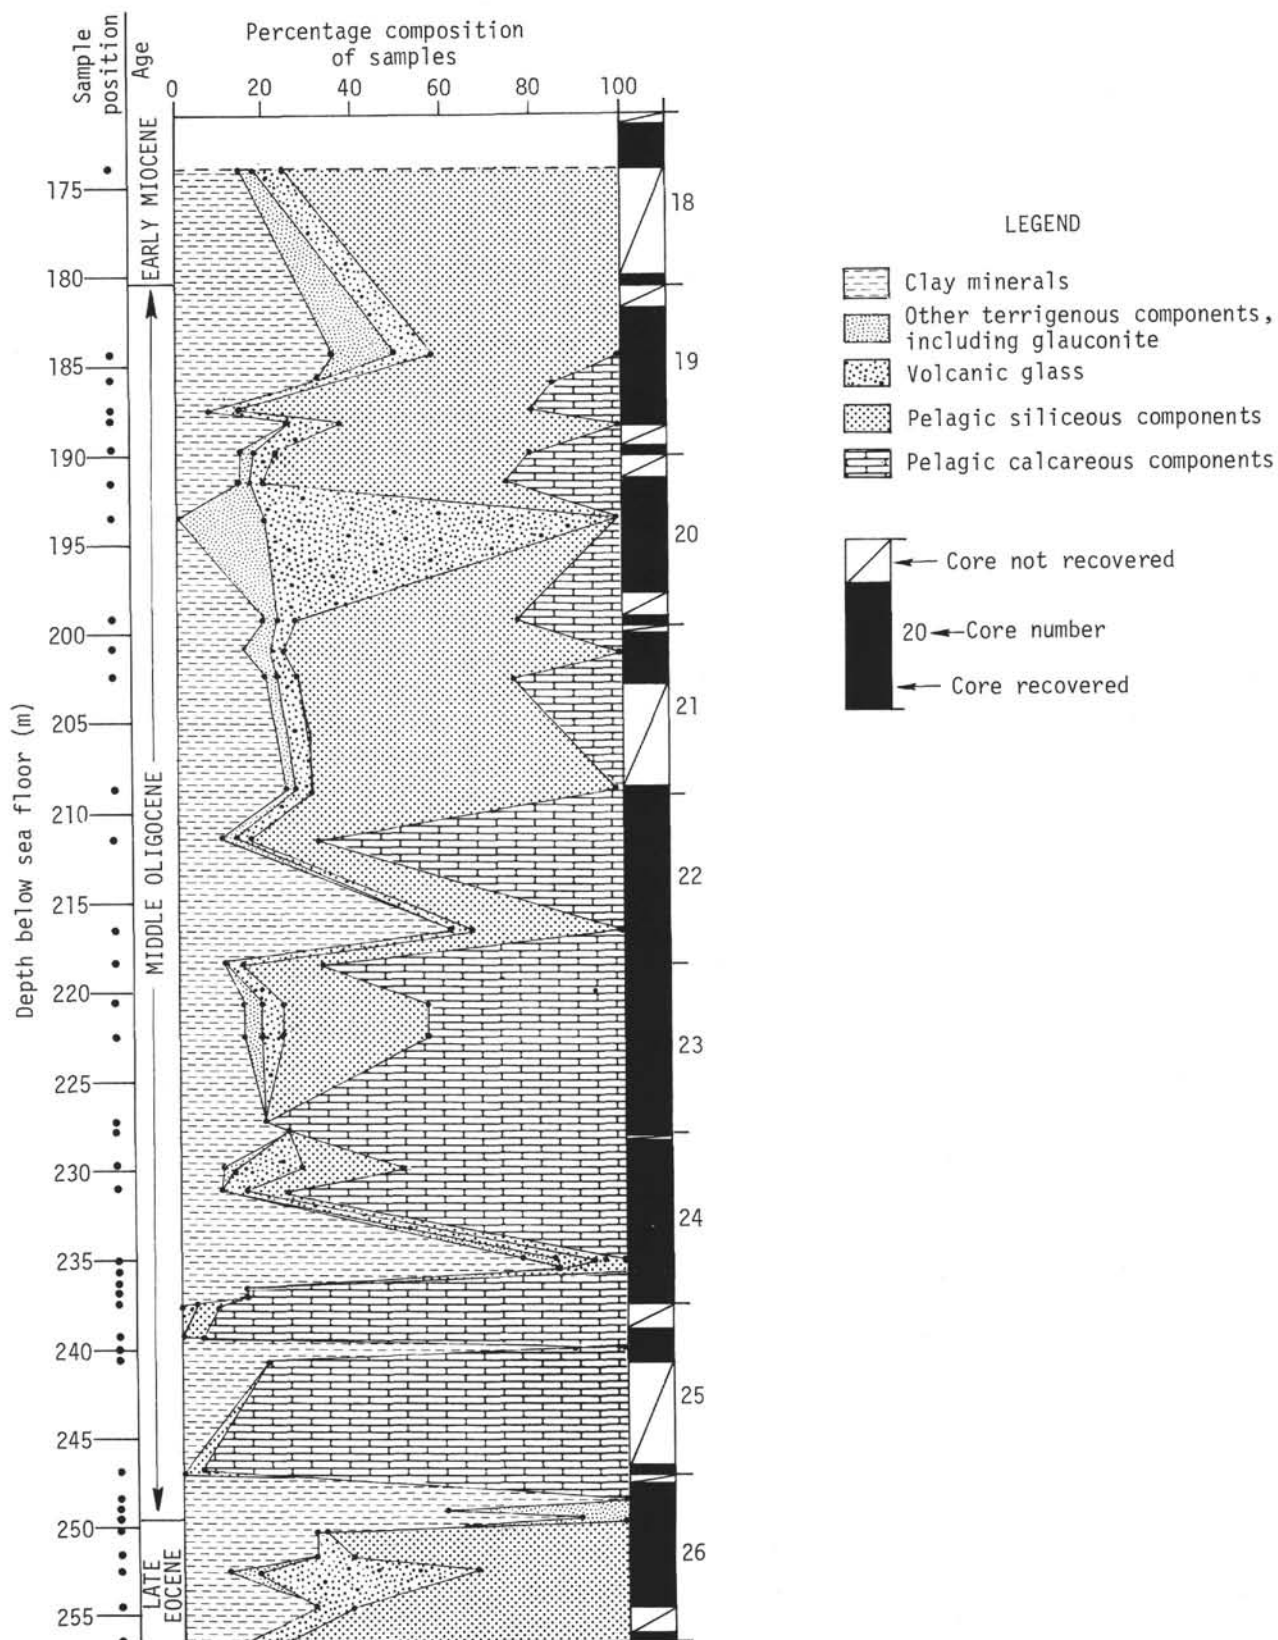 Sample
position
Age
Percentage composition
of samples
0 20 40 60 80 100
EARLY MIOCENE
MIDDLE OLIGOCENE
LATE
EOCENE
Depth below sea floor (m)
175
180
185
190
195
200
205
210
215
220
225
230
235
240
245
250
255
18
19
20
21
22
23
24
25
26
LEGEND
Clay minerals
Other terrigenous components,
including glauconite
Volcanic glass
Pelagic siliceous components
Pelagic calcareous components
Core not recovered
20 Core number
Core recovered